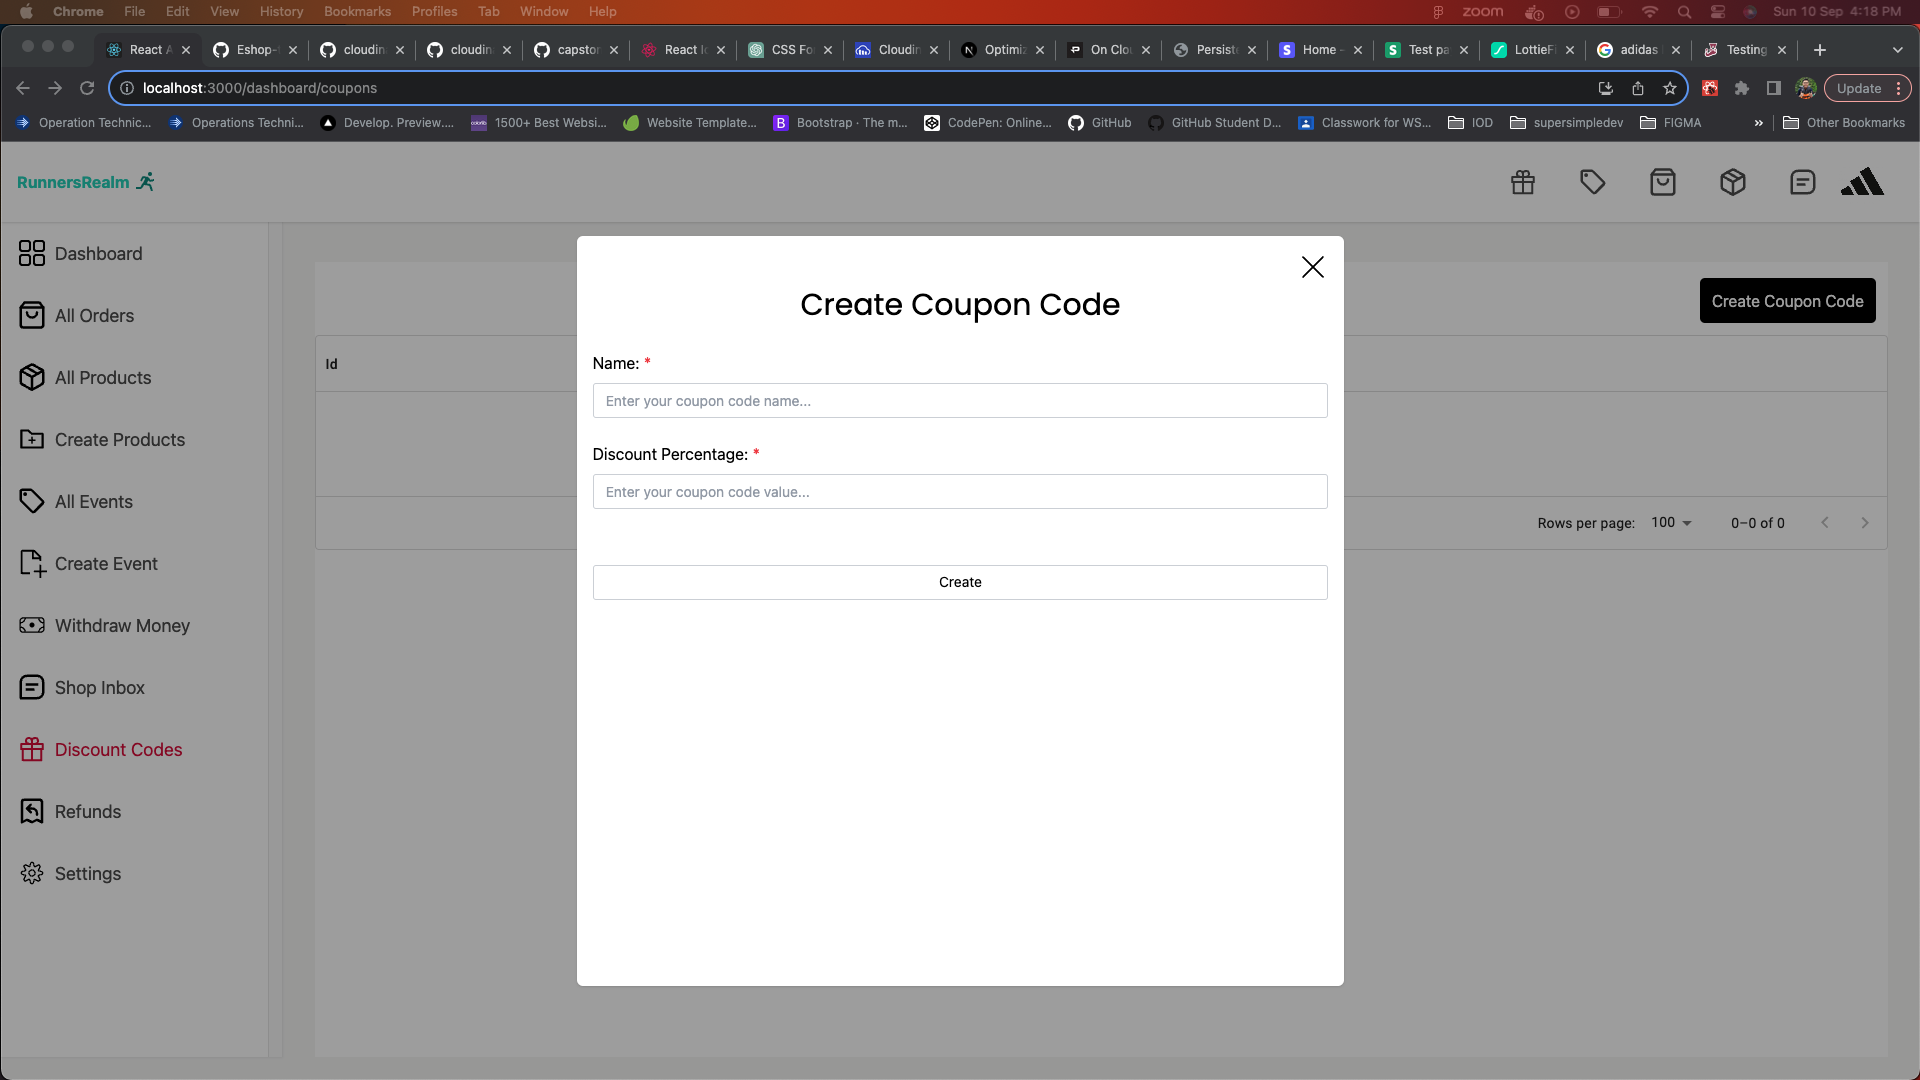 Chrome File Edit View History Bookmarks Profiles Tab Window Help zoom Sun 10 Sep 4:18 PM
React A Eshop- cloudin cloudin capsto React Ic CSS Fo Cloudin Optimiz On Clou Persiste Home - Test pa LottieFi adidas Testing
localhost:3000/dashboard/coupons Update
Operation Technic... Operations Techni... Develop. Preview.... 1500+ Best Websi... Website Template... Bootstrap · The m... CodePen: Online... GitHub GitHub Student D... Classwork for WS... IOD supersimpledev FIGMA » Other Bookmarks
RunnersRealm
Dashboard
All Orders
All Products
Create Products
All Events
Create Event
Withdraw Money
Shop Inbox
Discount Codes
Refunds
Settings
Create Coupon Code
Id
Rows per page: 100 0–0 of 0
Create Coupon Code
Name: *
Enter your coupon code name...
Discount Percentage: *
Enter your coupon code value...
Create